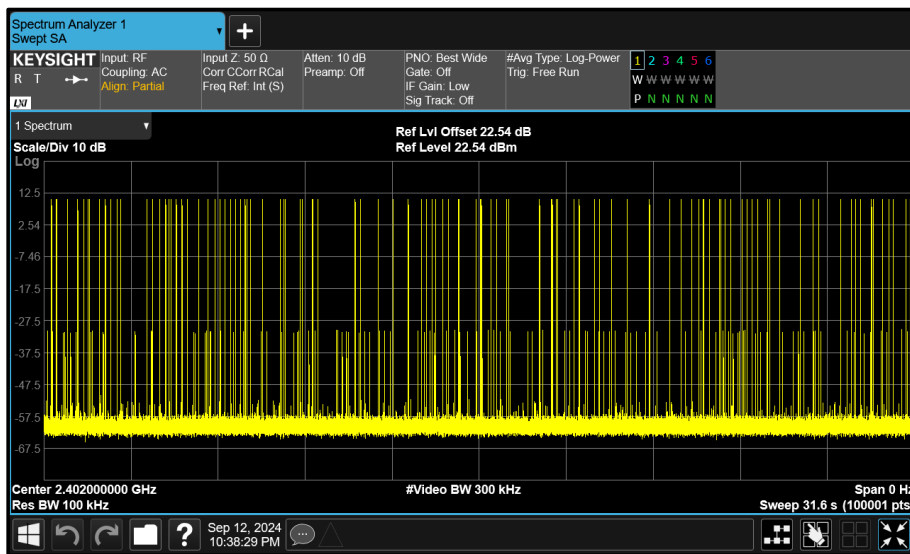 Spectrum Analyzer 1
Swept SA
KEYSIGHT
R T
LXI
Input: RF
Coupling: AC
Align: Partial
Input Z: 50 Ω
Corr CCorr RCal
Freq Ref: Int (S)
Atten: 10 dB
Preamp: Off
PNO: Best Wide
Gate: Off
IF Gain: Low
Sig Track: Off
#Avg Type: Log-Power
Trig: Free Run
1 2 3 4 5 6
W W W W W W
P N N N N N
1 Spectrum
Scale/Div 10 dB
Ref Lvl Offset 22.54 dB
Ref Level 22.54 dBm
Log
12.5
2.54
-7.46
-17.5
-27.5
-37.5
-47.5
-57.5
-67.5
Center 2.402000000 GHz
Res BW 100 kHz
#Video BW 300 kHz
Span 0 Hz
Sweep 31.6 s (100001 pts
?
Sep 12, 2024
10:38:29 PM